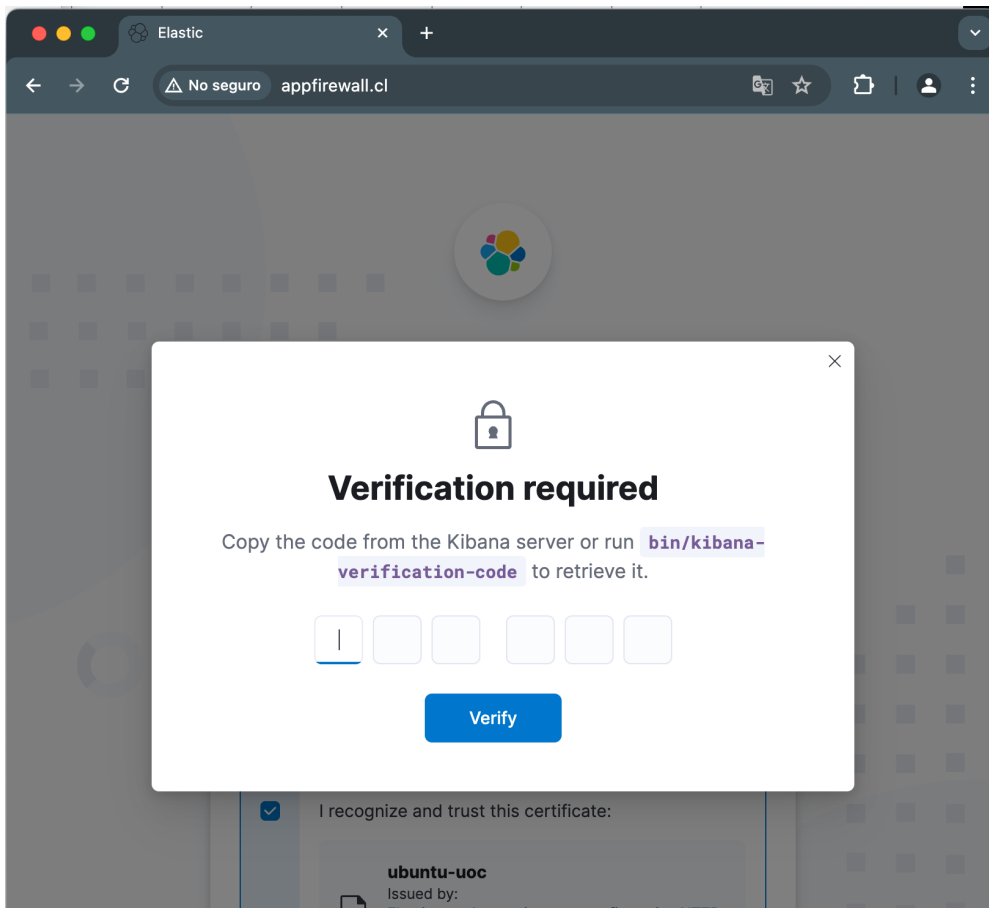 Elastic
No seguro
appfirewall.cl
Verification required
Copy the code from the Kibana server or run bin/kibana-
verification-code to retrieve it.
Verify
I recognize and trust this certificate:
ubuntu-uoc
Issued by: